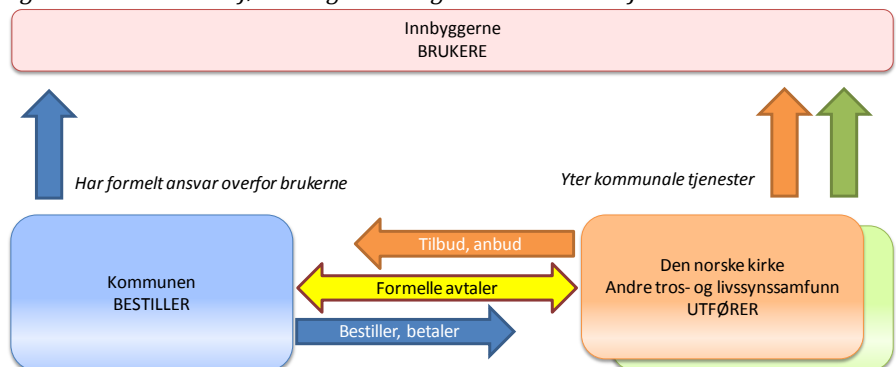 Innbyggerne
BRUKERE
Har formelt ansvar overfor brukerne
Yter kommunale tjenester
Tilbud, anbud
Kommunen
BESTILLER
Formelle avtaler
Den norske kirke
Andre tros- og livssynssamfunn
UTFØRER
Bestiller, betaler